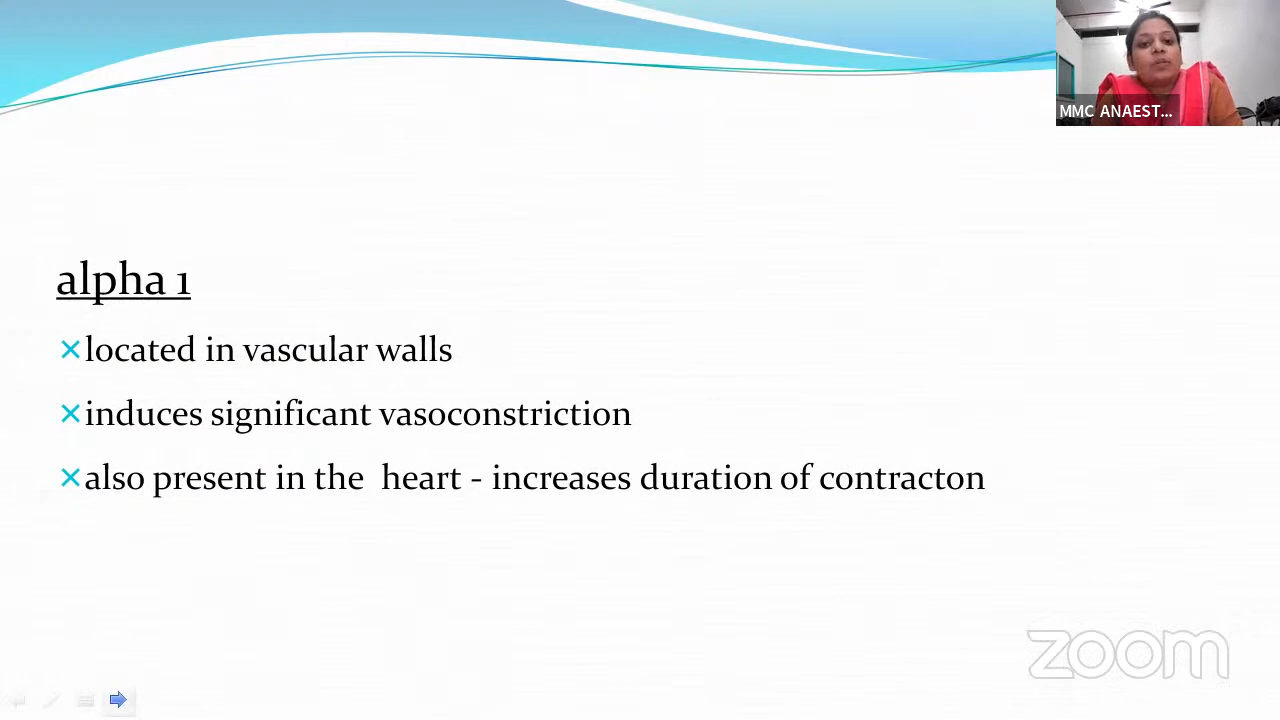 MMC ANAEST...
alpha 1
located in vascular walls
induces significant vasoconstriction
also present in the heart - increases duration of contracton
zoom